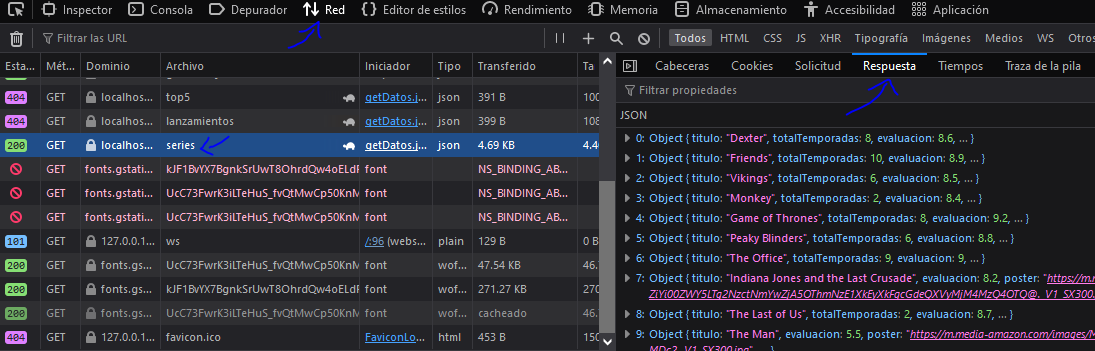 Inspector Consola Depurador Red Editor de estilos Rendimiento Memoria Almacenamiento Accesibilidad Aplicación
Filtrar las URL Todos HTML CSS JS XHR Tipografía Imágenes Medios WS Otros
Esta... Mét... Dominio Archivo Iniciador Tipo Transferido Ta
404 GET localhos... top5 getDatos.j... json 391 B 100
404 GET localhos... lanzamientos getDatos.j... json 399 B 108
200 GET localhos... series getDatos.j... json 4.69 KB 4.40
GET fonts.gstati... kJF1BvYX7BgnkSrUwT8OhrdQw4oELdF font NS_BINDING_AB...
GET fonts.gstati... UcC73FwrK3iLTeHuS_fvQtMwCp50KnM font NS_BINDING_AB...
GET fonts.gstati... UcC73FwrK3iLTeHuS_fvQtMwCp50KnM font NS_BINDING_AB...
101 GET 127.0.0.1... ws /:96 (webs... plain 129 B 0 B
200 GET fonts.gs... UcC73FwrK3iLTeHuS_fvQtMwCp50KnM font wof... 47.54 KB 46.
200 GET fonts.gs... kJF1BvYX7BgnkSrUwT8OhrdQw4oELdF font wof... 271.27 KB 270
200 GET fonts.gs... UcC73FwrK3iLTeHuS_fvQtMwCp50KnM font wof... cacheado 46.
404 GET 127.0.0.1... favicon.ico FaviconLo... html 453 B 150
Cabeceras Cookies Solicitud Respuesta Tiempos Traza de la pila
Filtrar propiedades
JSON
0: Object { titulo: "Dexter", totalTemporadas: 8, evaluacion: 8.6, ... }
1: Object { titulo: "Friends", totalTemporadas: 10, evaluacion: 8.9, ... }
2: Object { titulo: "Vikings", totalTemporadas: 6, evaluacion: 8.5, ... }
3: Object { titulo: "Monkey", totalTemporadas: 2, evaluacion: 8.4, ... }
4: Object { titulo: "Game of Thrones", totalTemporadas: 8, evaluacion: 9.2, ... }
5: Object { titulo: "Peaky Blinders", totalTemporadas: 6, evaluacion: 8.8, ... }
6: Object { titulo: "The Office", totalTemporadas: 9, evaluacion: 9, ... }
7: Object { titulo: "Indiana Jones and the Last Crusade", evaluacion: 8.2, poster: "https://m.
ZiYi00ZWY5LTg2NzctNmYwZjA5OThmNzE1XkEyXkFqcGdeQXVyMjM4MzQ4OTQ@._V1_SX300.
8: Object { titulo: "The Last of Us", totalTemporadas: 2, evaluacion: 8.7, ... }
9: Object { titulo: "The Man", evaluacion: 5.5, poster: "https://m.media-amazon.com/images/M
MDc2._V1_SX300.jpg", ... }